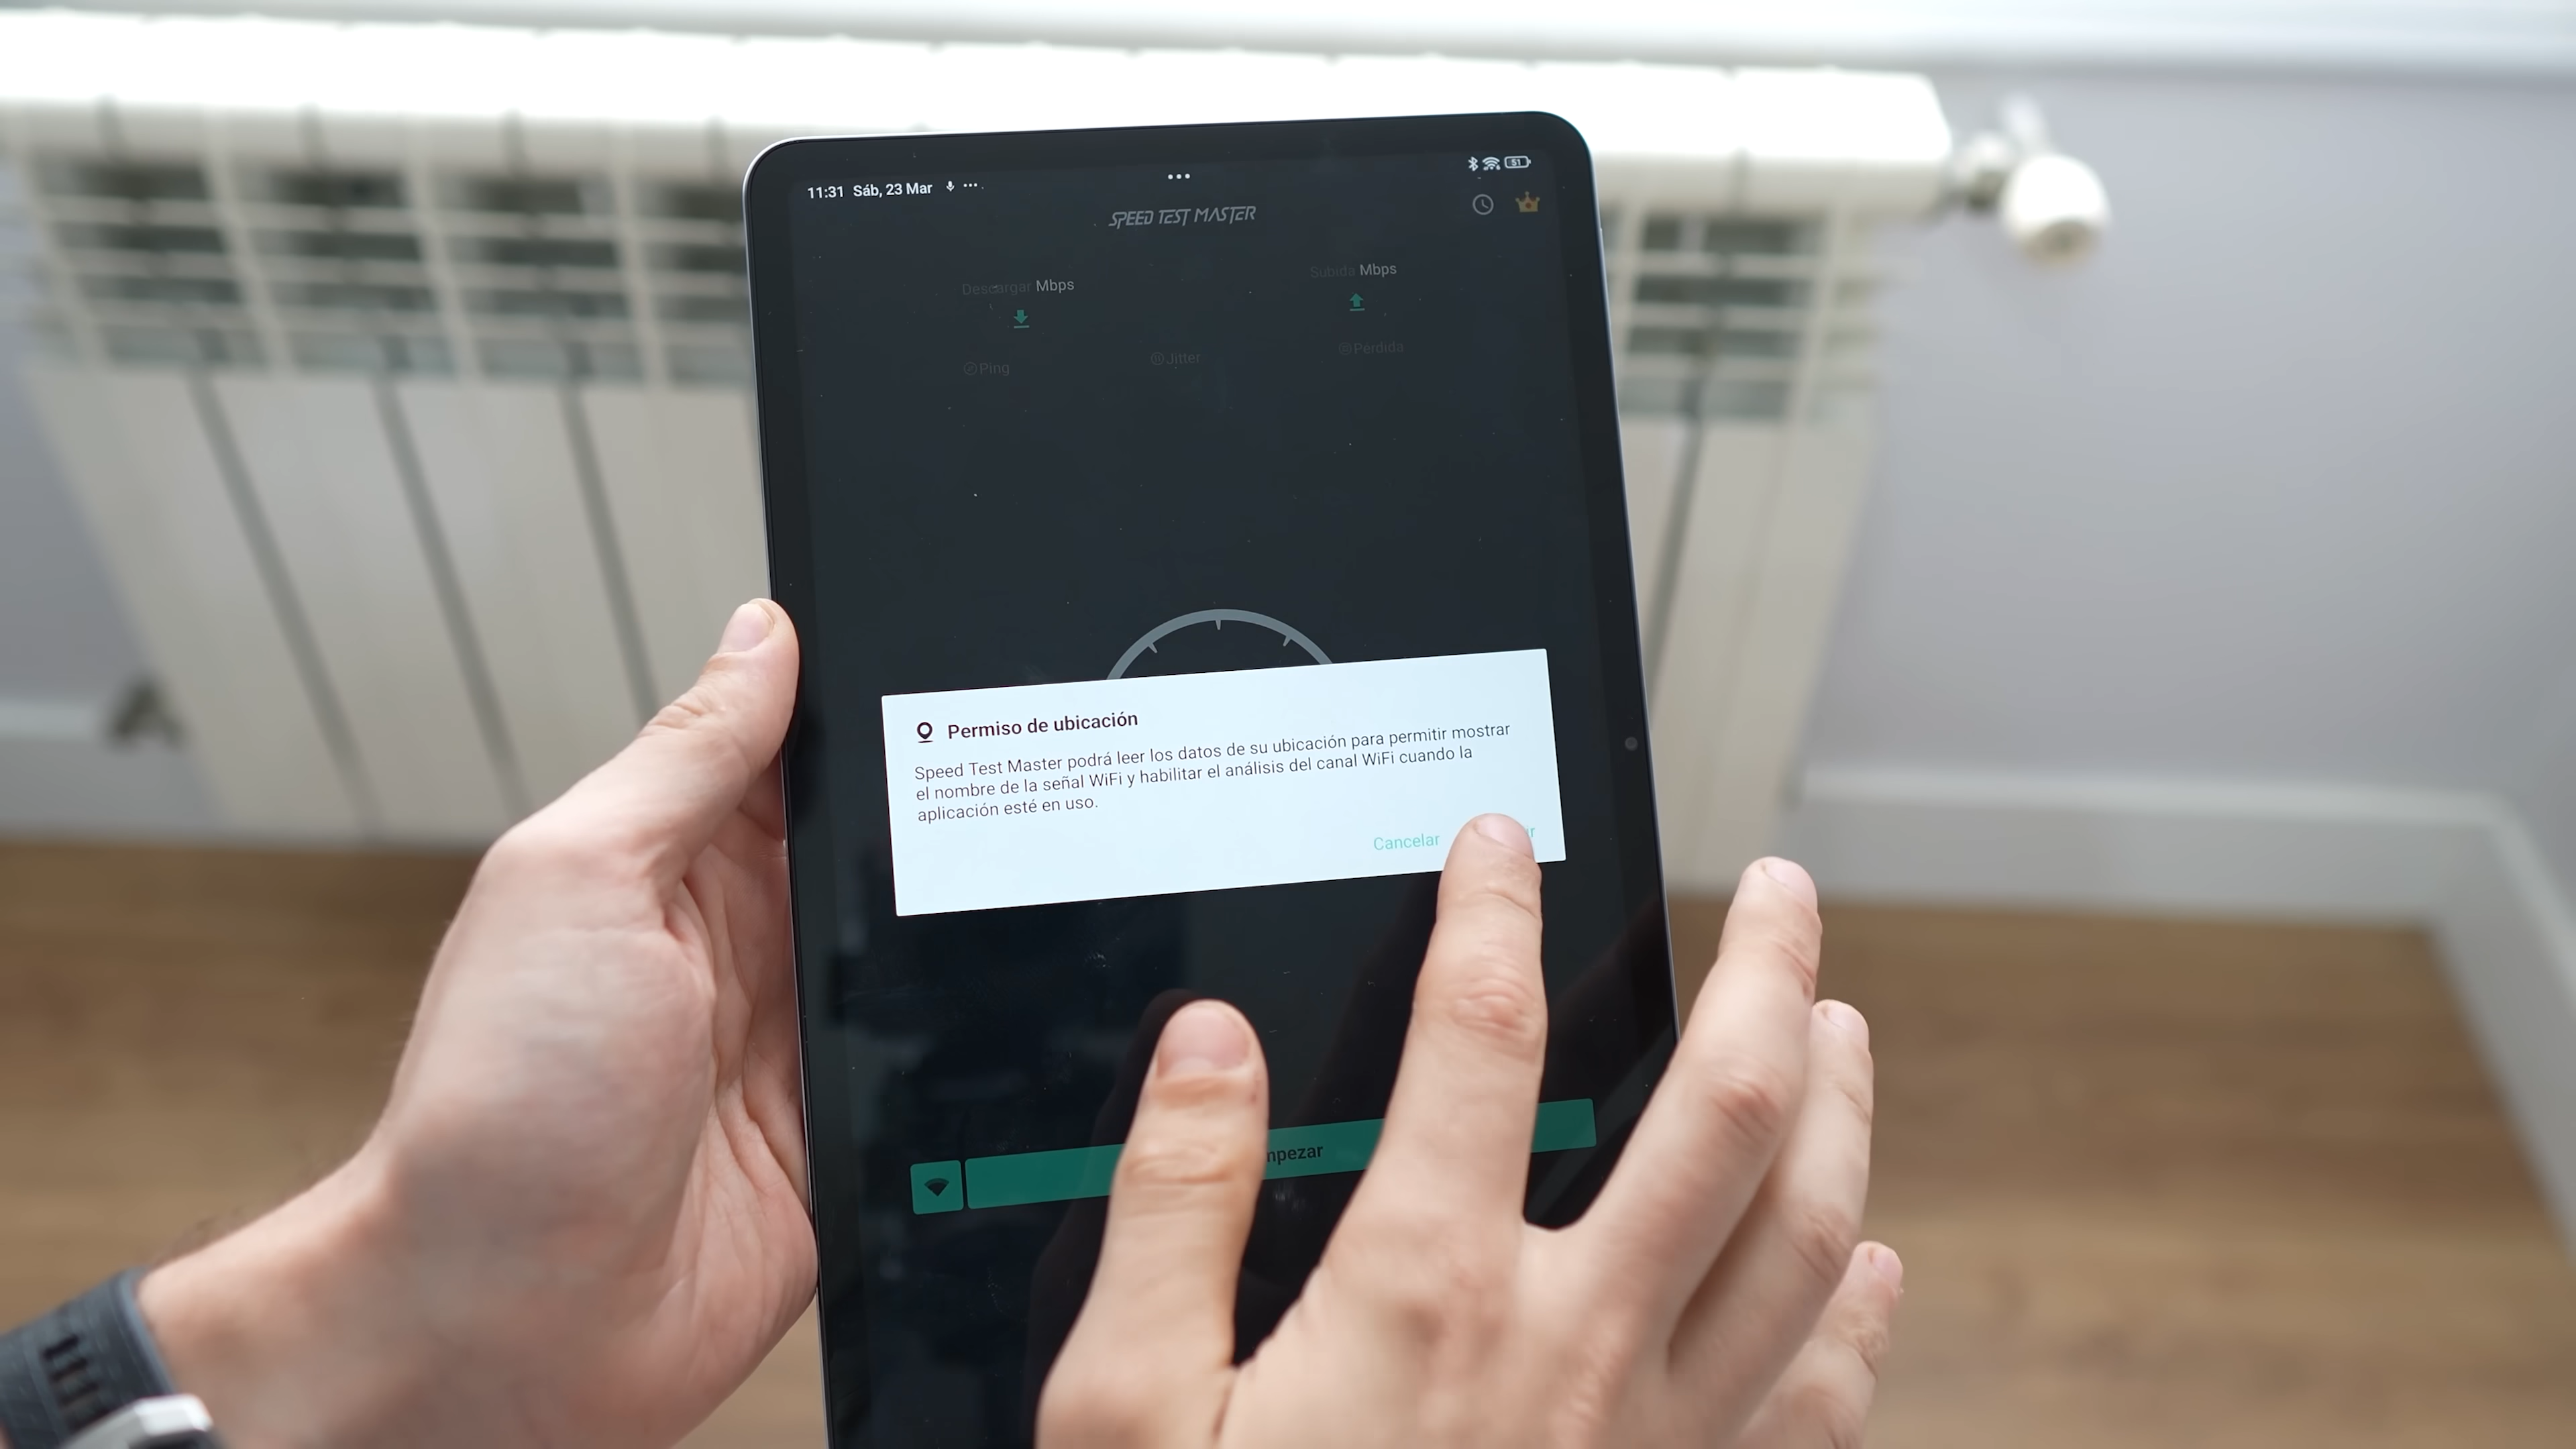 11:31 Sáb, 23 Mar
51
SPEED TEST MASTER
Descargar Mbps
Subida Mbps
Ping
Jitter
Perdida
Permiso de ubicación
Speed Test Master podrá leer los datos de su ubicación para permitir mostrar
el nombre de la señal WiFi y habilitar el análisis del canal WiFi cuando la
aplicación esté en uso.
Cancelar